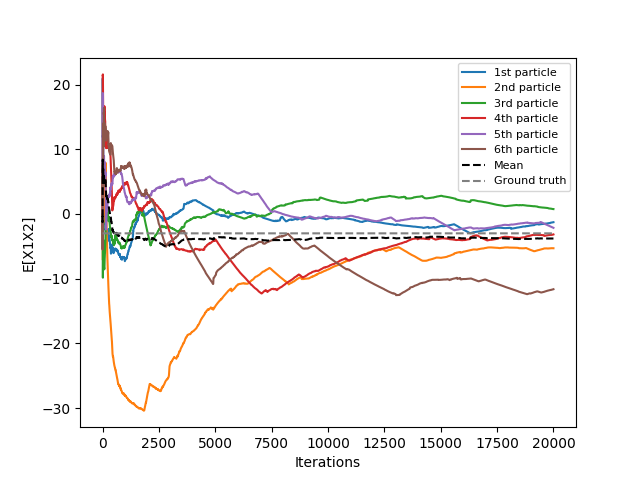 20
10
0
−10
−20
−30
E[X1X2]
0 2500 5000 7500 10000 12500 15000 17500 20000
Iterations
1st particle
2nd particle
3rd particle
4th particle
5th particle
6th particle
Mean
Ground truth